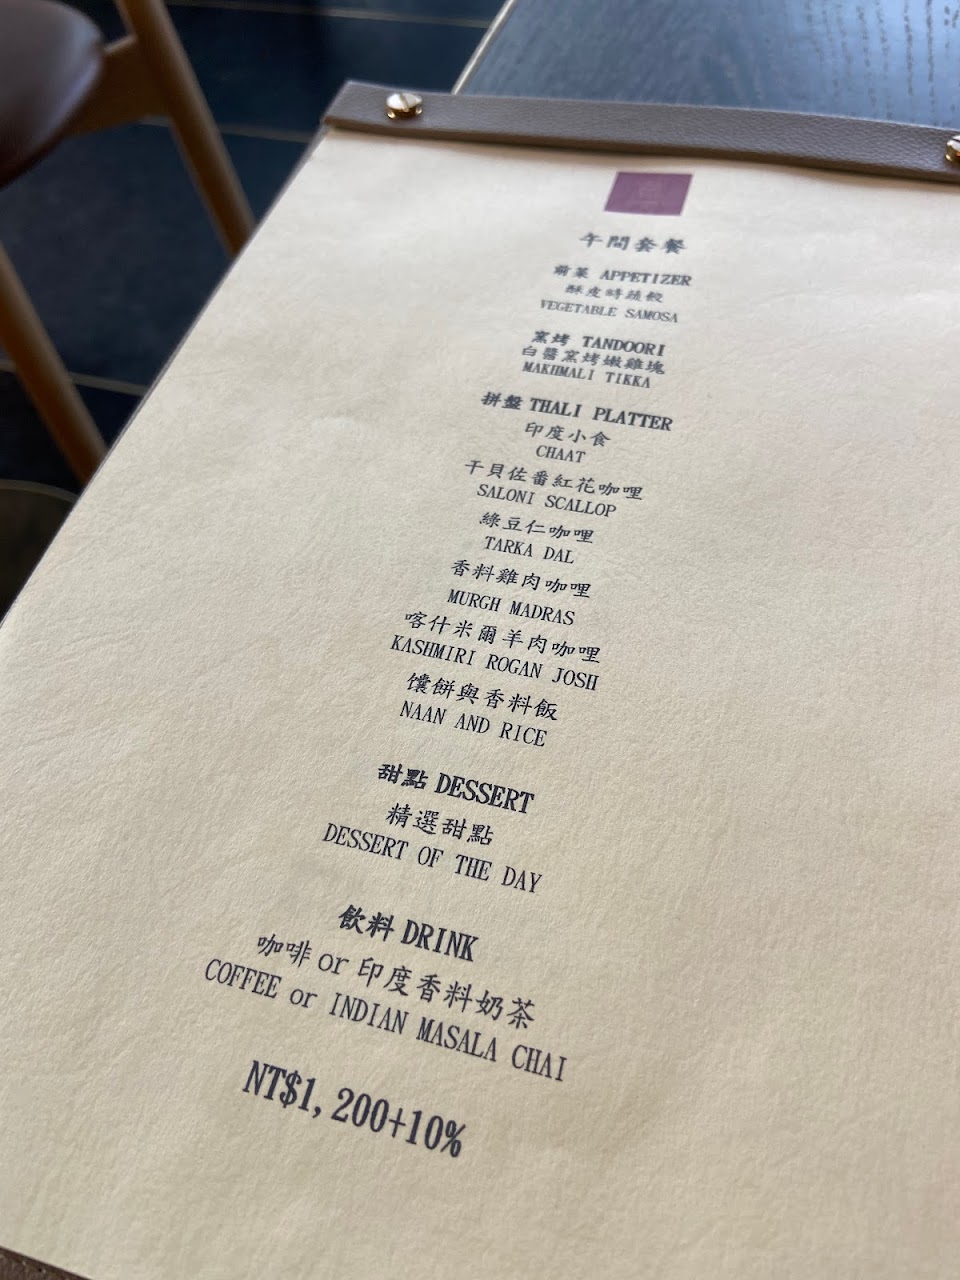 午間套餐
前菜 APPETIZER
酥皮時蔬餃
VEGETABLE SAMOSA
窯烤 TANDOORI
白醬窯烤嫩雞塊
MAKHMALI TIKKA
拼盤 THALI PLATTER
印度小食
CHAAT
干貝佐番紅花咖哩
SALONI SCALLOP
綠豆仁咖哩
TARKA DAL
香料雞肉咖哩
MURGH MADRAS
喀什米爾羊肉咖哩
KASHMIRI ROGAN JOSH
饢餅與香料飯
NAAN AND RICE
甜點 DESSERT
精選甜點
DESSERT OF THE DAY
飲料 DRINK
咖啡 or 印度香料奶茶
COFFEE or INDIAN MASALA CHAI
NT$1,200+10%